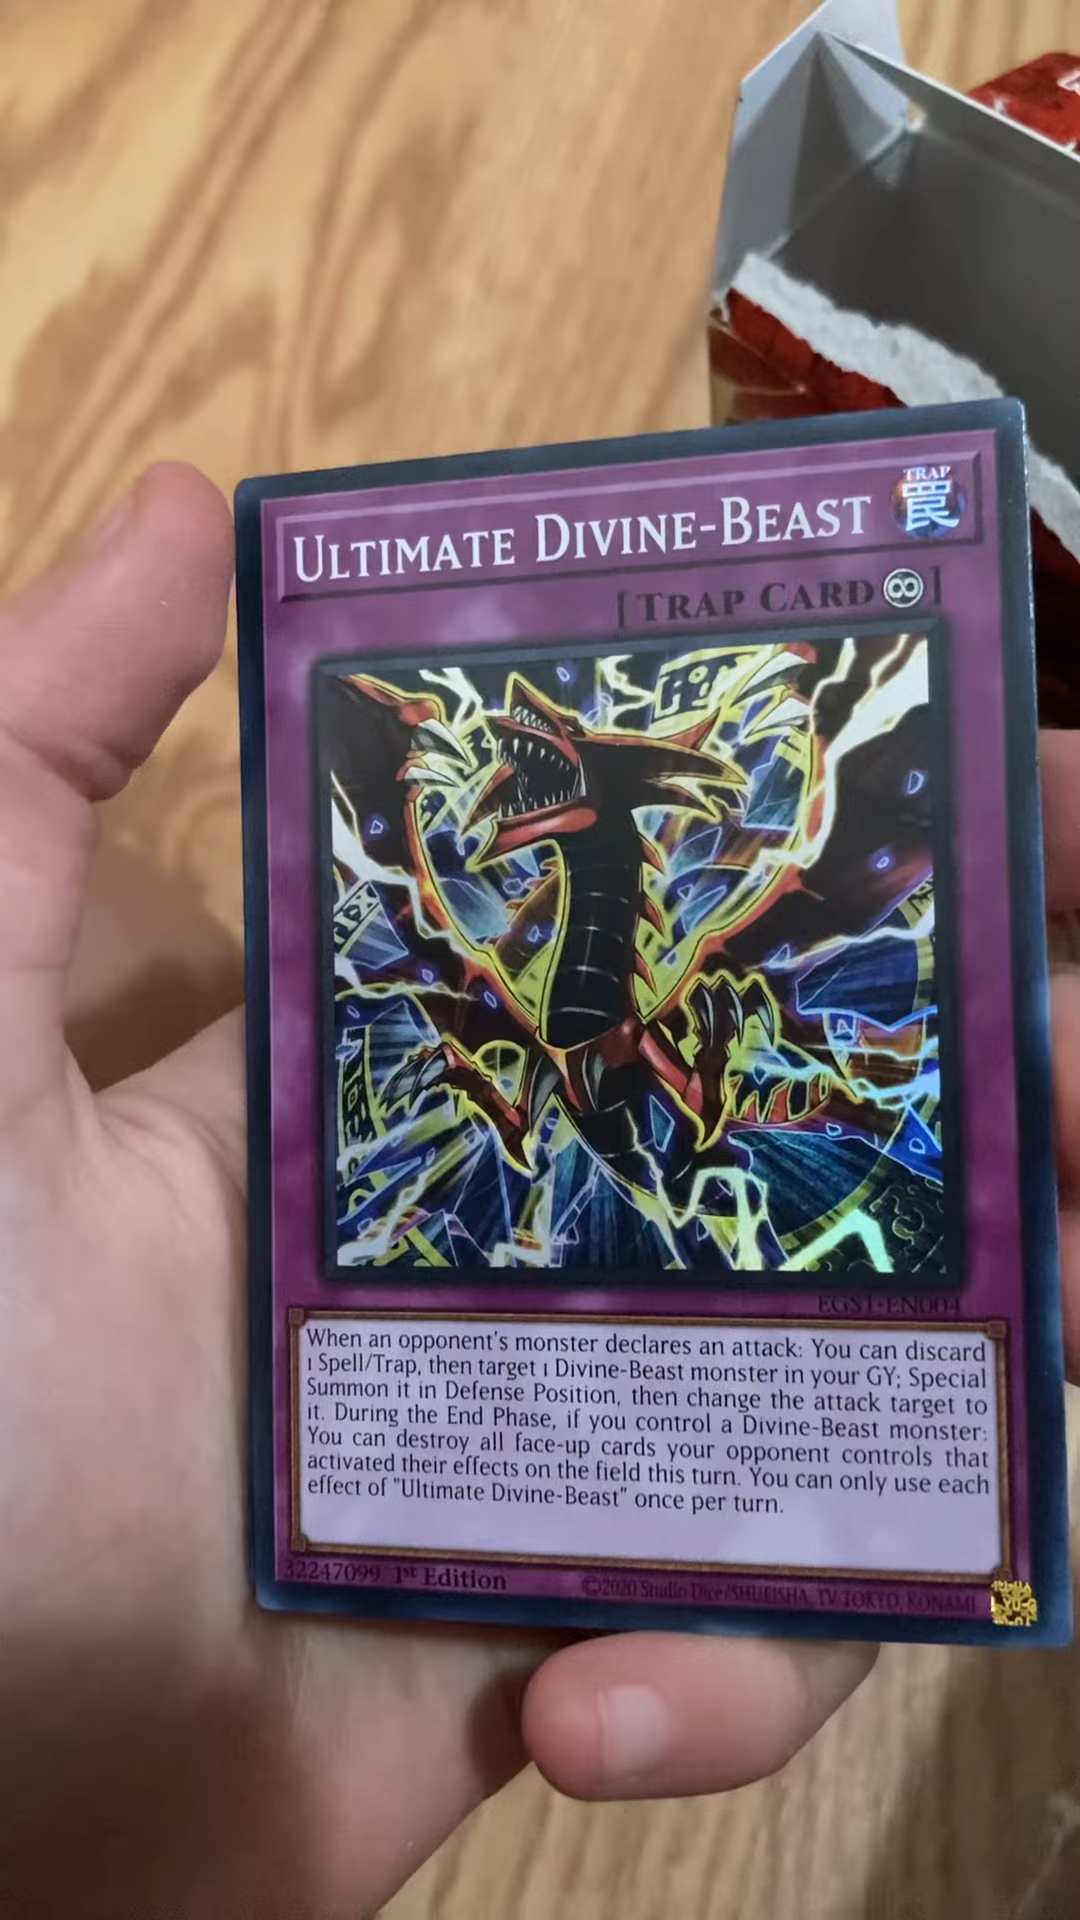 ULTIMATE DIVINE-BEAST
TRAP
罠
[TRAP CARD ]
EGS1-EN004
When an opponent's monster declares an attack: You can discard
1 Spell/Trap, then target 1 Divine-Beast monster in your GY; Special
Summon it in Defense Position, then change the attack target to
it. During the End Phase, if you control a Divine-Beast monster:
You can destroy all face-up cards your opponent controls that
activated their effects on the field this turn. You can only use each
effect of "Ultimate Divine-Beast" once per turn.
32247099 1st Edition
©2020 Studio Dice/SHUEISHA, TV TOKYO, KONAMI